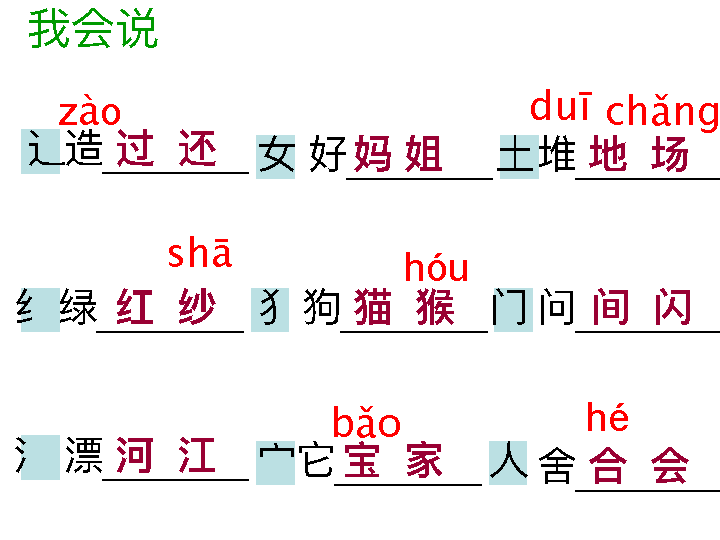 我会说
zào duī chǎng
辶造过 还 女 好妈 姐 土堆 地 场
shā hóu
纟绿 红 纱 犭狗 猫 猴 门 问 间 闪
bǎo hé
氵漂 河 江 宀它 宝 家 人 舍 合 会